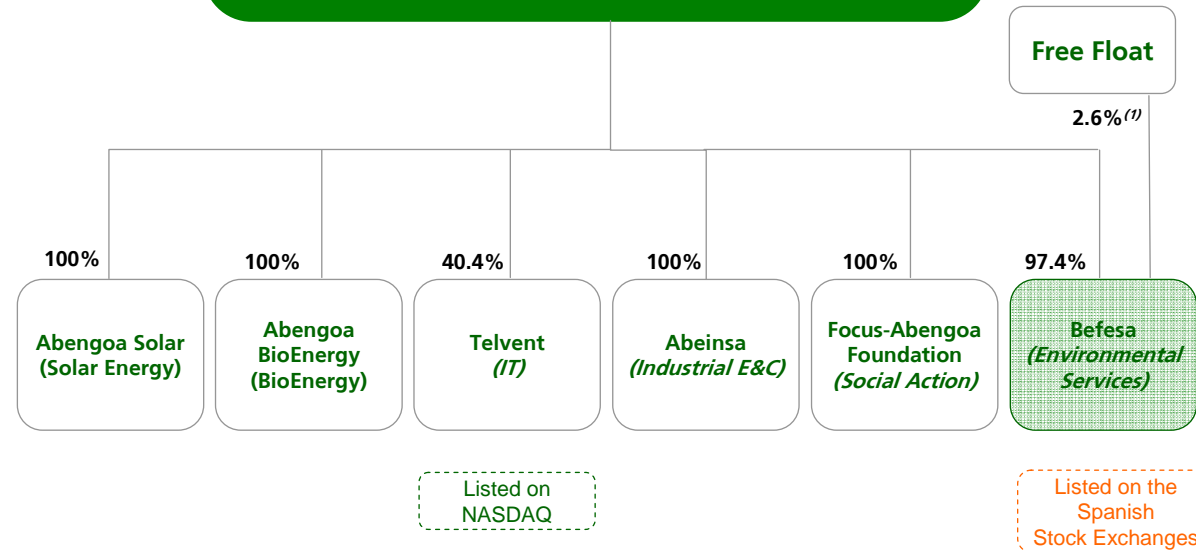 Free Float
2.6%(1)
100%
100%
40.4%
100%
100%
97.4%
Abengoa Solar
(Solar Energy)
Abengoa
BioEnergy
(BioEnergy)
Telvent
(IT)
Abeinsa
(Industrial E&C)
Focus-Abengoa
Foundation
(Social Action)
Befesa
(Environmental
Services)
Listed on
NASDAQ
Listed on the
Spanish
Stock Exchanges